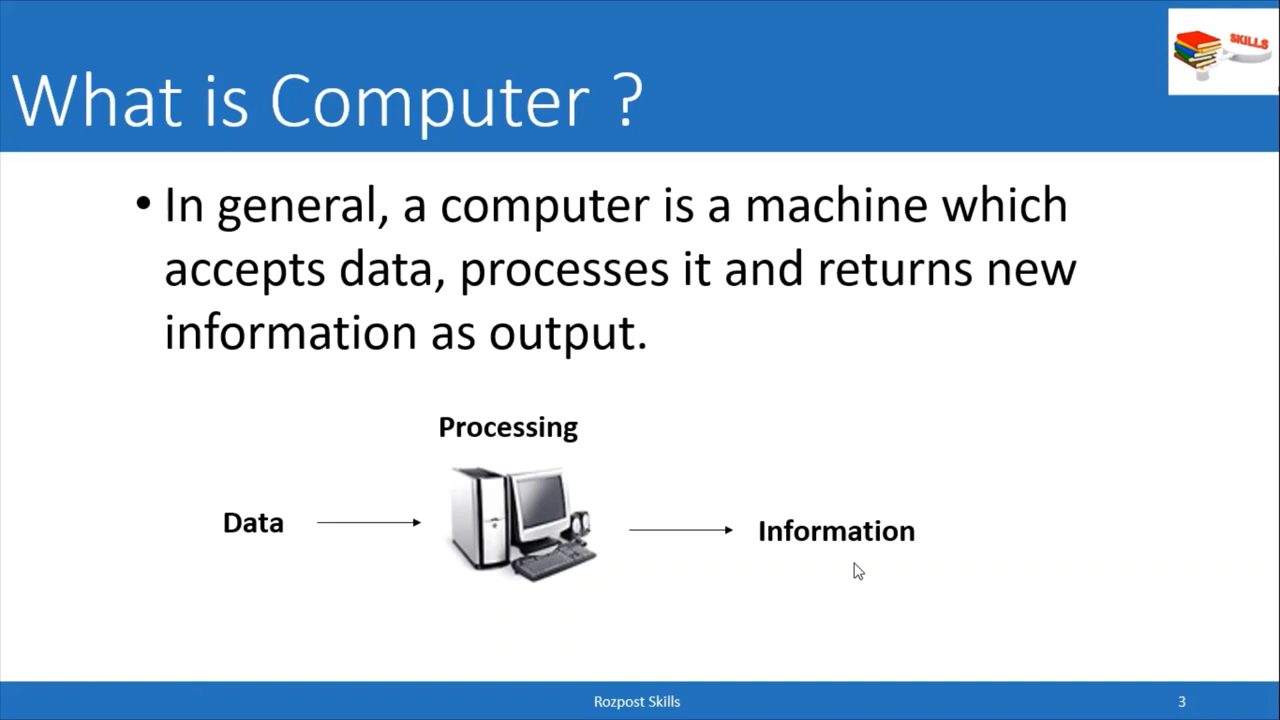 SKILLS
What is Computer ?
• In general, a computer is a machine which
accepts data, processes it and returns new
information as output.
Processing
Data
Information
Rozpost Skills
3